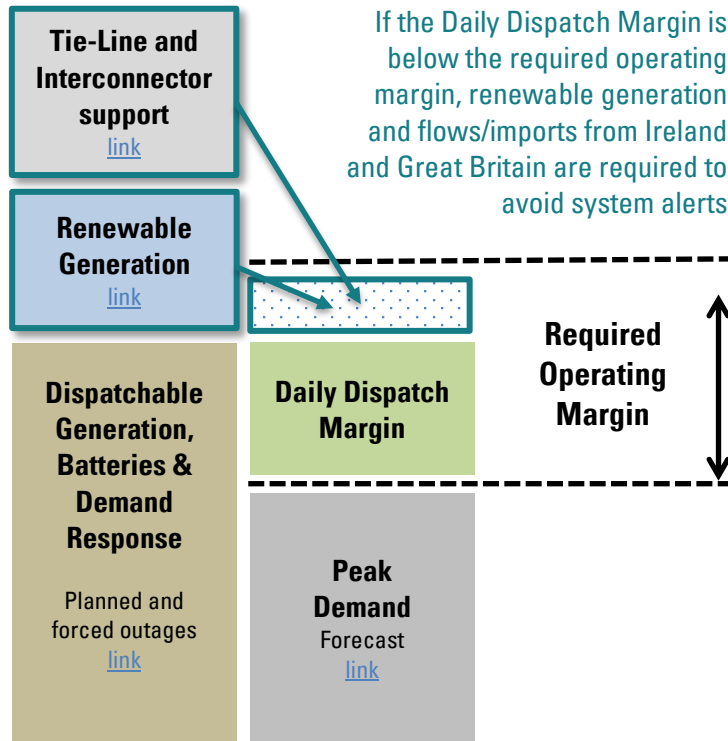 Tie-Line and
Interconnector
support
link
If the Daily Dispatch Margin is
below the required operating
margin, renewable generation
and flows/imports from Ireland
and Great Britain are required to
avoid system alerts
Renewable
Generation
link
Required
Operating
Margin
Dispatchable
Generation,
Batteries &
Demand
Response
Planned and
forced outages
link
Daily Dispatch
Margin
Peak
Demand
Forecast
link